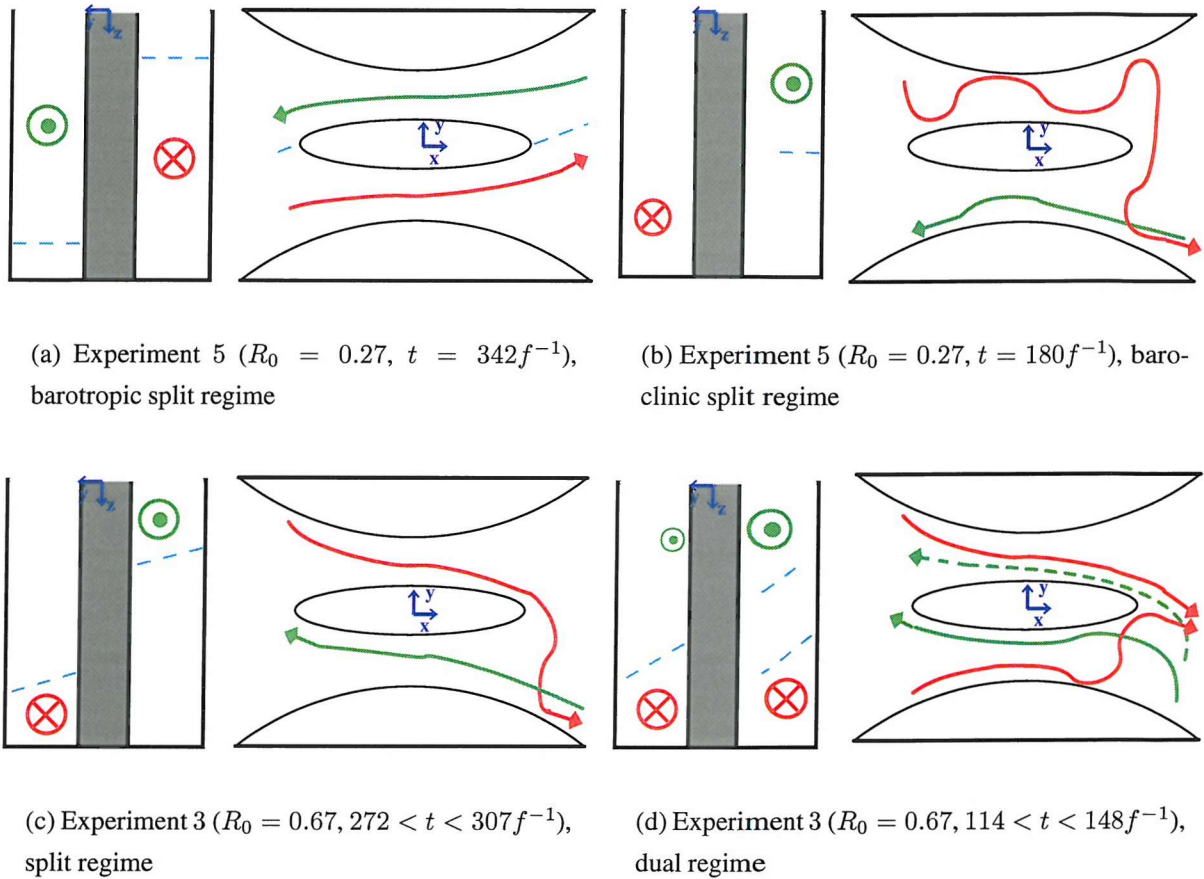 y
z
y
x
y
z
y
x
(a) Experiment 5 (R₀ = 0.27, t = 342f⁻¹),
barotropic split regime
(b) Experiment 5 (R₀ = 0.27, t = 180f⁻¹), baro-
clinic split regime
y
z
y
x
y
z
y
x
(c) Experiment 3 (R₀ = 0.67, 272 < t < 307f⁻¹),
split regime
(d) Experiment 3 (R₀ = 0.67, 114 < t < 148f⁻¹),
dual regime